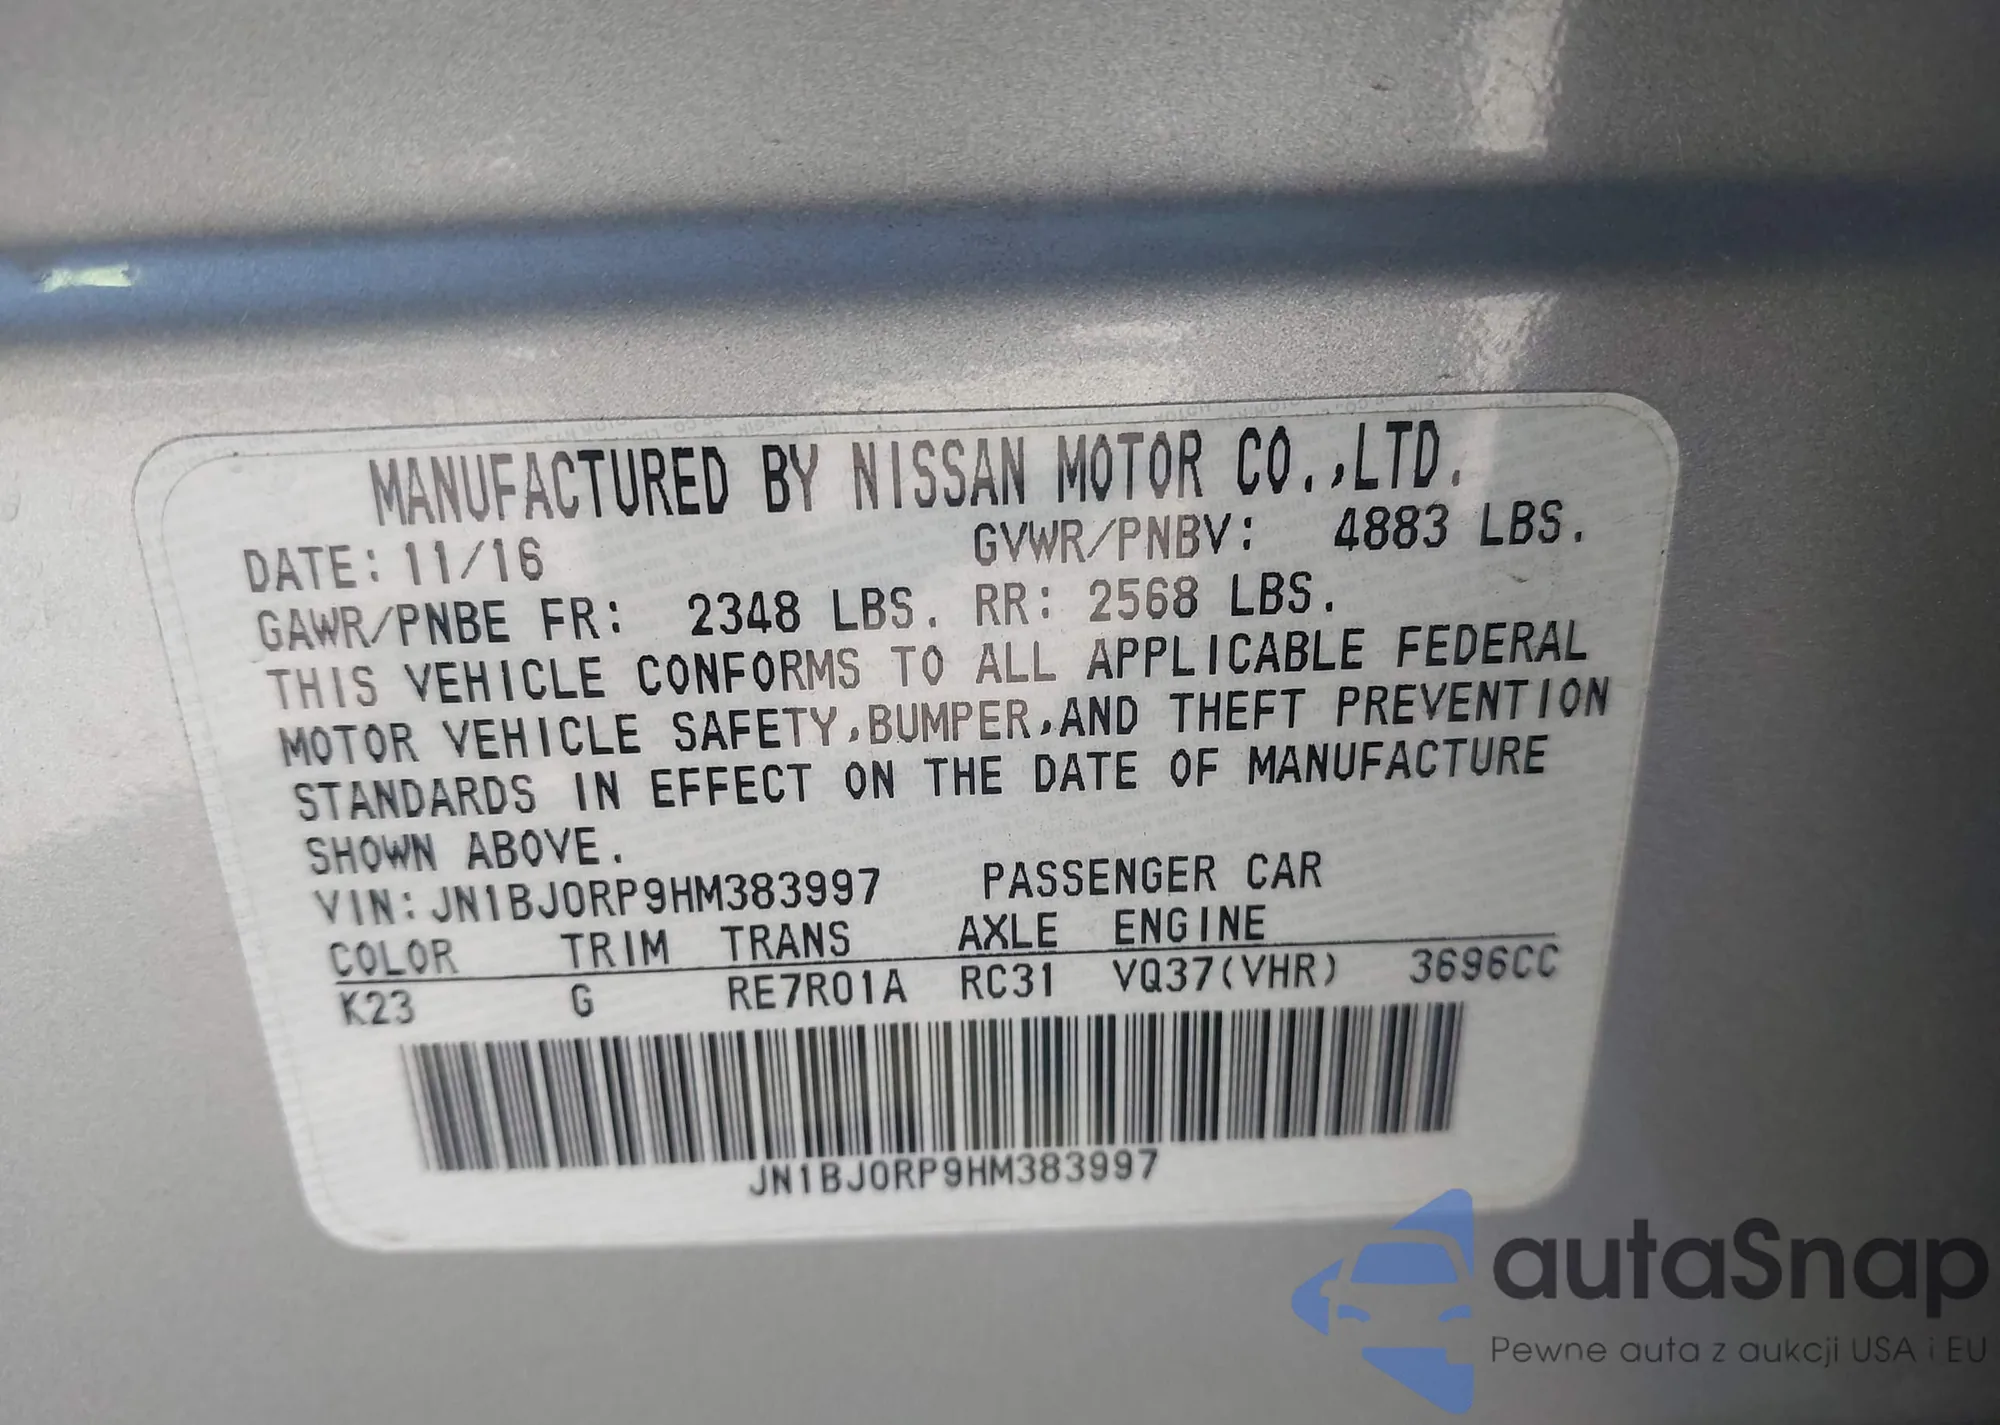 MANUFACTURED BY NISSAN MOTOR CO.,LTD.
DATE: 11/16 GVWR/PNBV: 4883 LBS.
GAWR/PNBE FR: 2348 LBS. RR: 2568 LBS.
THIS VEHICLE CONFORMS TO ALL APPLICABLE FEDERAL
MOTOR VEHICLE SAFETY,BUMPER,AND THEFT PREVENTION
STANDARDS IN EFFECT ON THE DATE OF MANUFACTURE
SHOWN ABOVE.
VIN:JN1BJ0RP9HM383997 PASSENGER CAR
COLOR TRIM TRANS AXLE ENGINE
K23 G RE7R01A RC31 VQ37(VHR) 3696CC
JN1BJ0RP9HM383997
autaSnap
Pewne auta z aukcji USA i EU